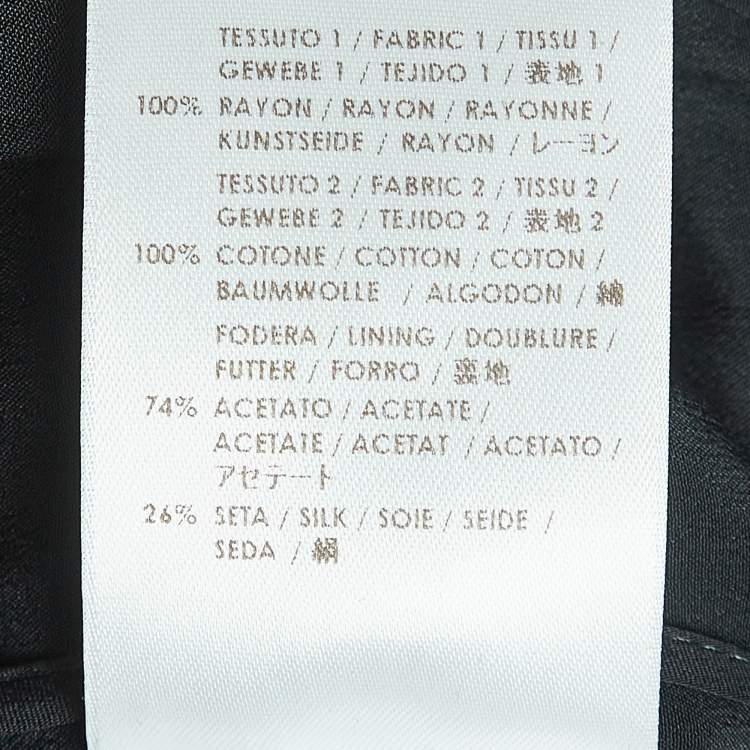 TESSUTO 1 / FABRIC 1 / TISSU 1 /
GEWEBE 1 / TEJIDO 1 / 表地 1
100% RAYON / RAYON / RAYONNE /
KUNSTSEIDE / RAYON / レーヨン
TESSUTO 2 / FABRIC 2 / TISSU 2 /
GEWEBE 2 / TEJIDO 2 / 表地 2
100% COTONE / COTTON / COTON /
BAUMWOLLE / ALGODON / 綿
FODERA / LINING / DOUBLURE /
FUTTER / FORRO / 裏地
74% ACETATO / ACETATE /
ACETATE / ACETAT / ACETATO /
アセテート
26% SETA / SILK / SOIE / SEIDE /
SEDA / 絹